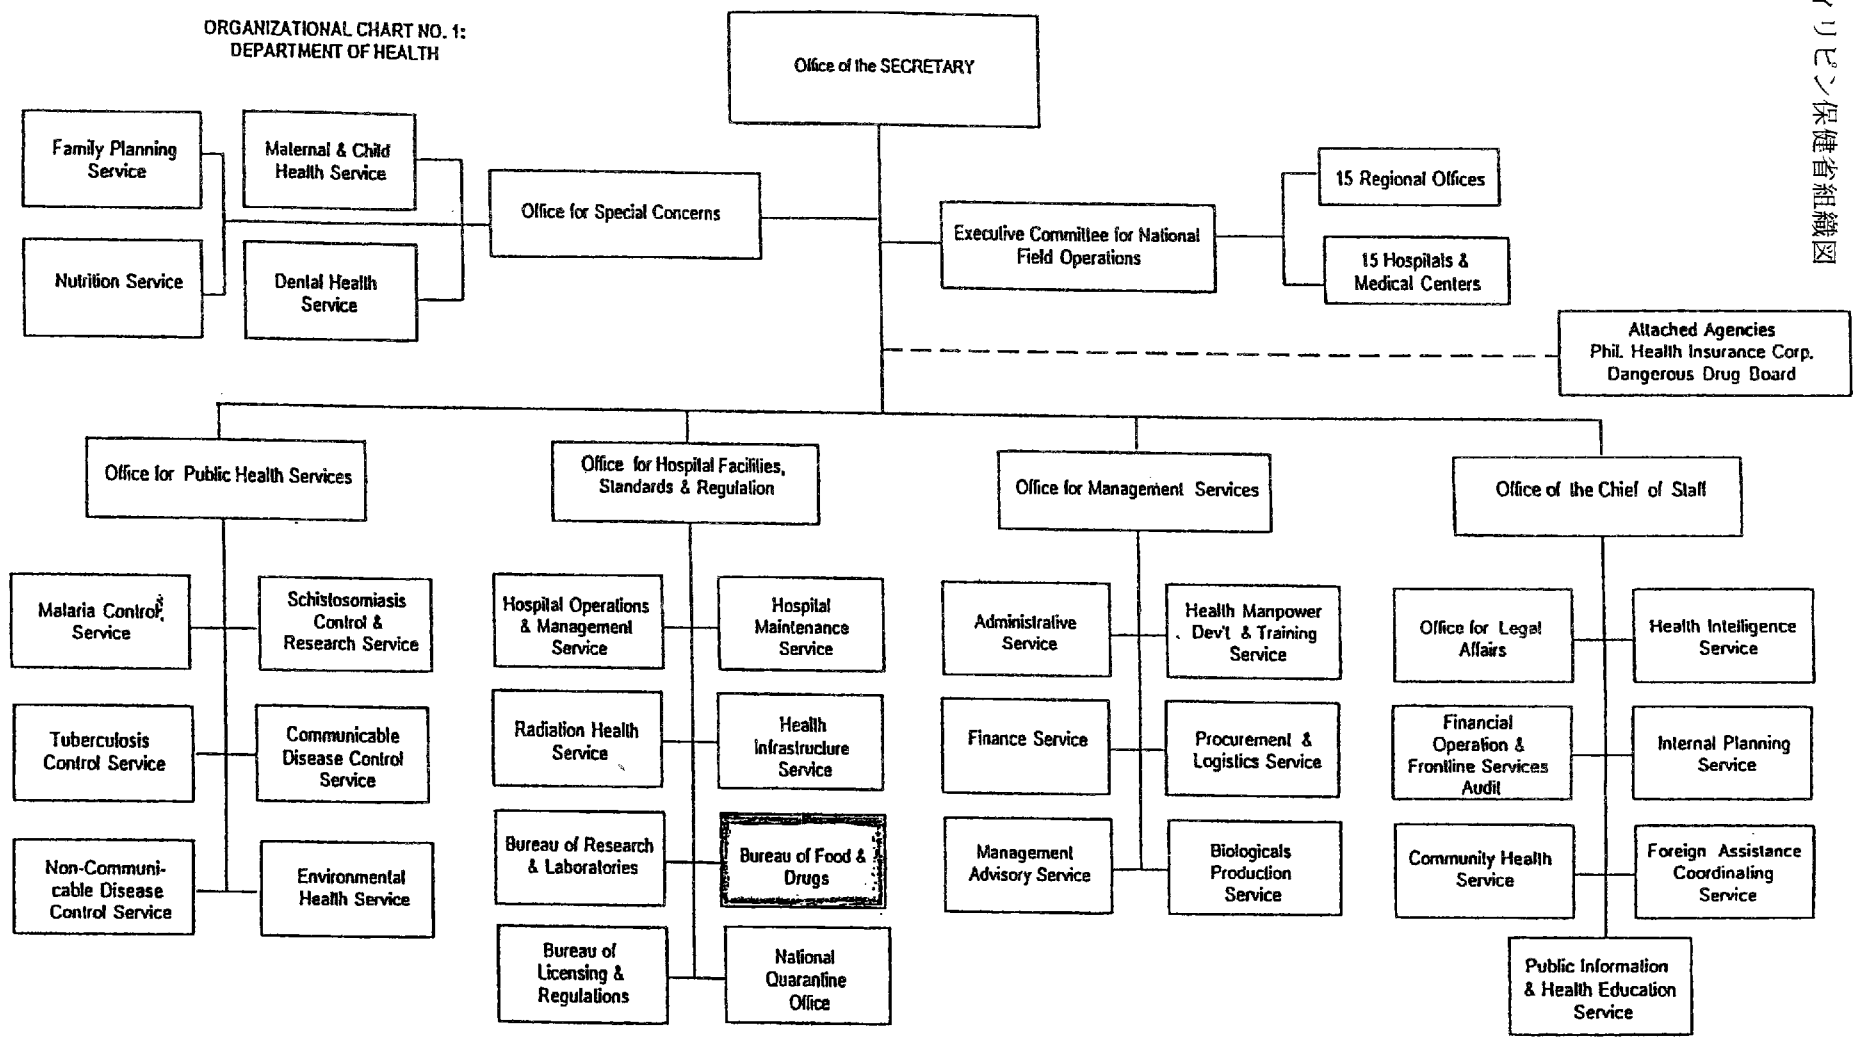 ORGANIZATIONAL CHART NO. 1:
DEPARTMENT OF HEALTH
Office of the SECRETARY
リピン保健省組織図
Family Planning
Service
Maternal & Child
Health Service
Office for Special Concerns
Nutrition Service
Dental Health
Service
Executive Committee for National
Field Operations
15 Regional Offices
15 Hospitals &
Medical Centers
Attached Agencies
Phil. Health Insurance Corp.
Dangerous Drug Board
Office for Public Health Services
Office for Hospital Facilities,
Standards & Regulation
Office for Management Services
Office of the Chief of Staff
Malaria Control
Service
Schistosomiasis
Control &
Research Service
Tuberculosis
Control Service
Communicable
Disease Control
Service
Non-Communi-
cable Disease
Control Service
Environmental
Health Service
Hospital Operations
& Management
Service
Hospital
Maintenance
Service
Radiation Health
Service
Health
Infrastructure
Service
Bureau of Research
& Laboratories
Bureau of Food &
Drugs
Bureau of
Licensing &
Regulations
National
Quarantine
Office
Administrative
Service
Health Manpower
Dev't & Training
Service
Finance Service
Procurement &
Logistics Service
Management
Advisory Service
Biologicals
Production
Service
Office for Legal
Affairs
Health Intelligence
Service
Financial
Operation &
Frontline Services
Audit
Internal Planning
Service
Community Health
Service
Foreign Assistance
Coordinating
Service
Public Information
& Health Education
Service